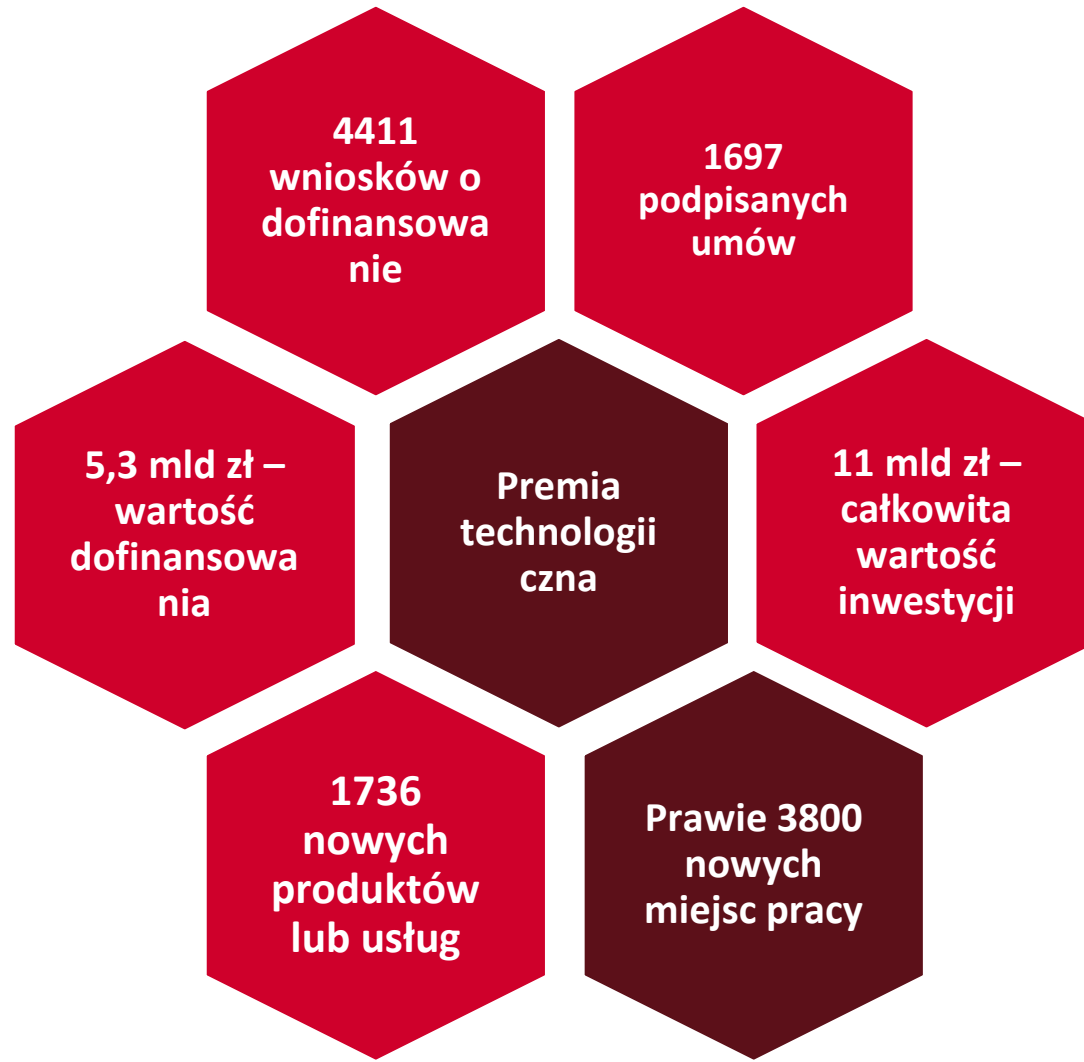 4411
wniosków o
dofinansowa
nie
1697
podpisanych
umów
5,3 mld zł –
wartość
dofinansowa
nia
Premia
technologii
czna
11 mld zł –
całkowita
wartość
inwestycji
1736
nowych
produktów
lub usług
Prawie 3800
nowych
miejsc pracy